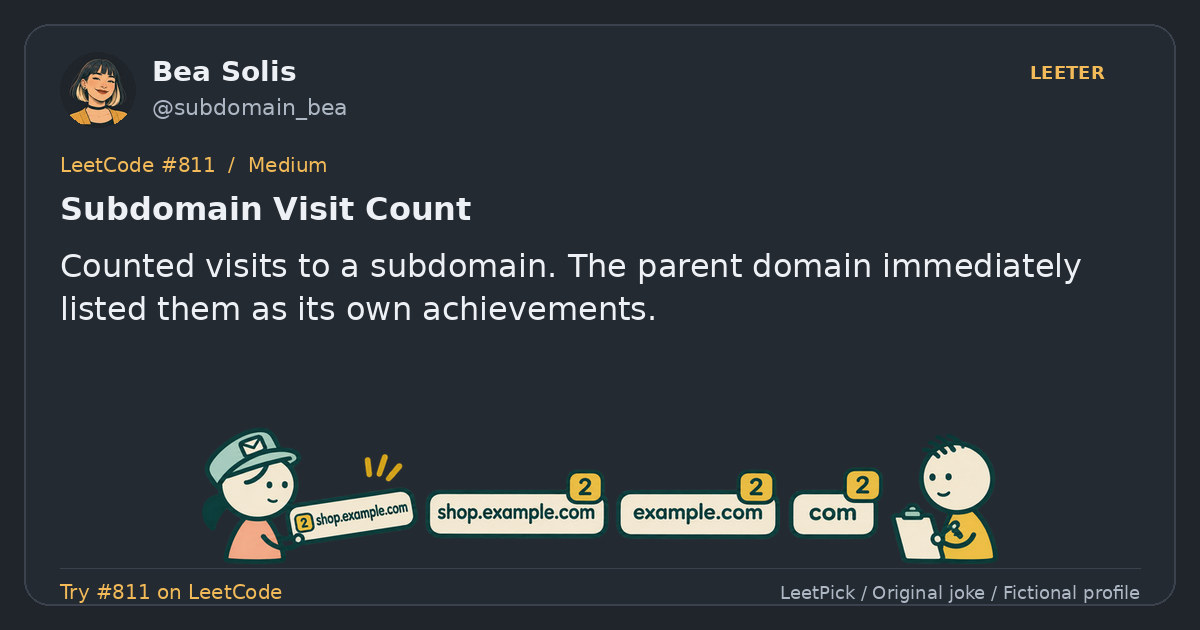 Bea Solis
@subdomain_bea
LEETER
LeetCode #811 / Medium
Subdomain Visit Count
Counted visits to a subdomain. The parent domain immediately
listed them as its own achievements.
2 shop.example.com
shop.example.com 2
example.com 2
com 2
Try #811 on LeetCode
LeetPick / Original joke / Fictional profile